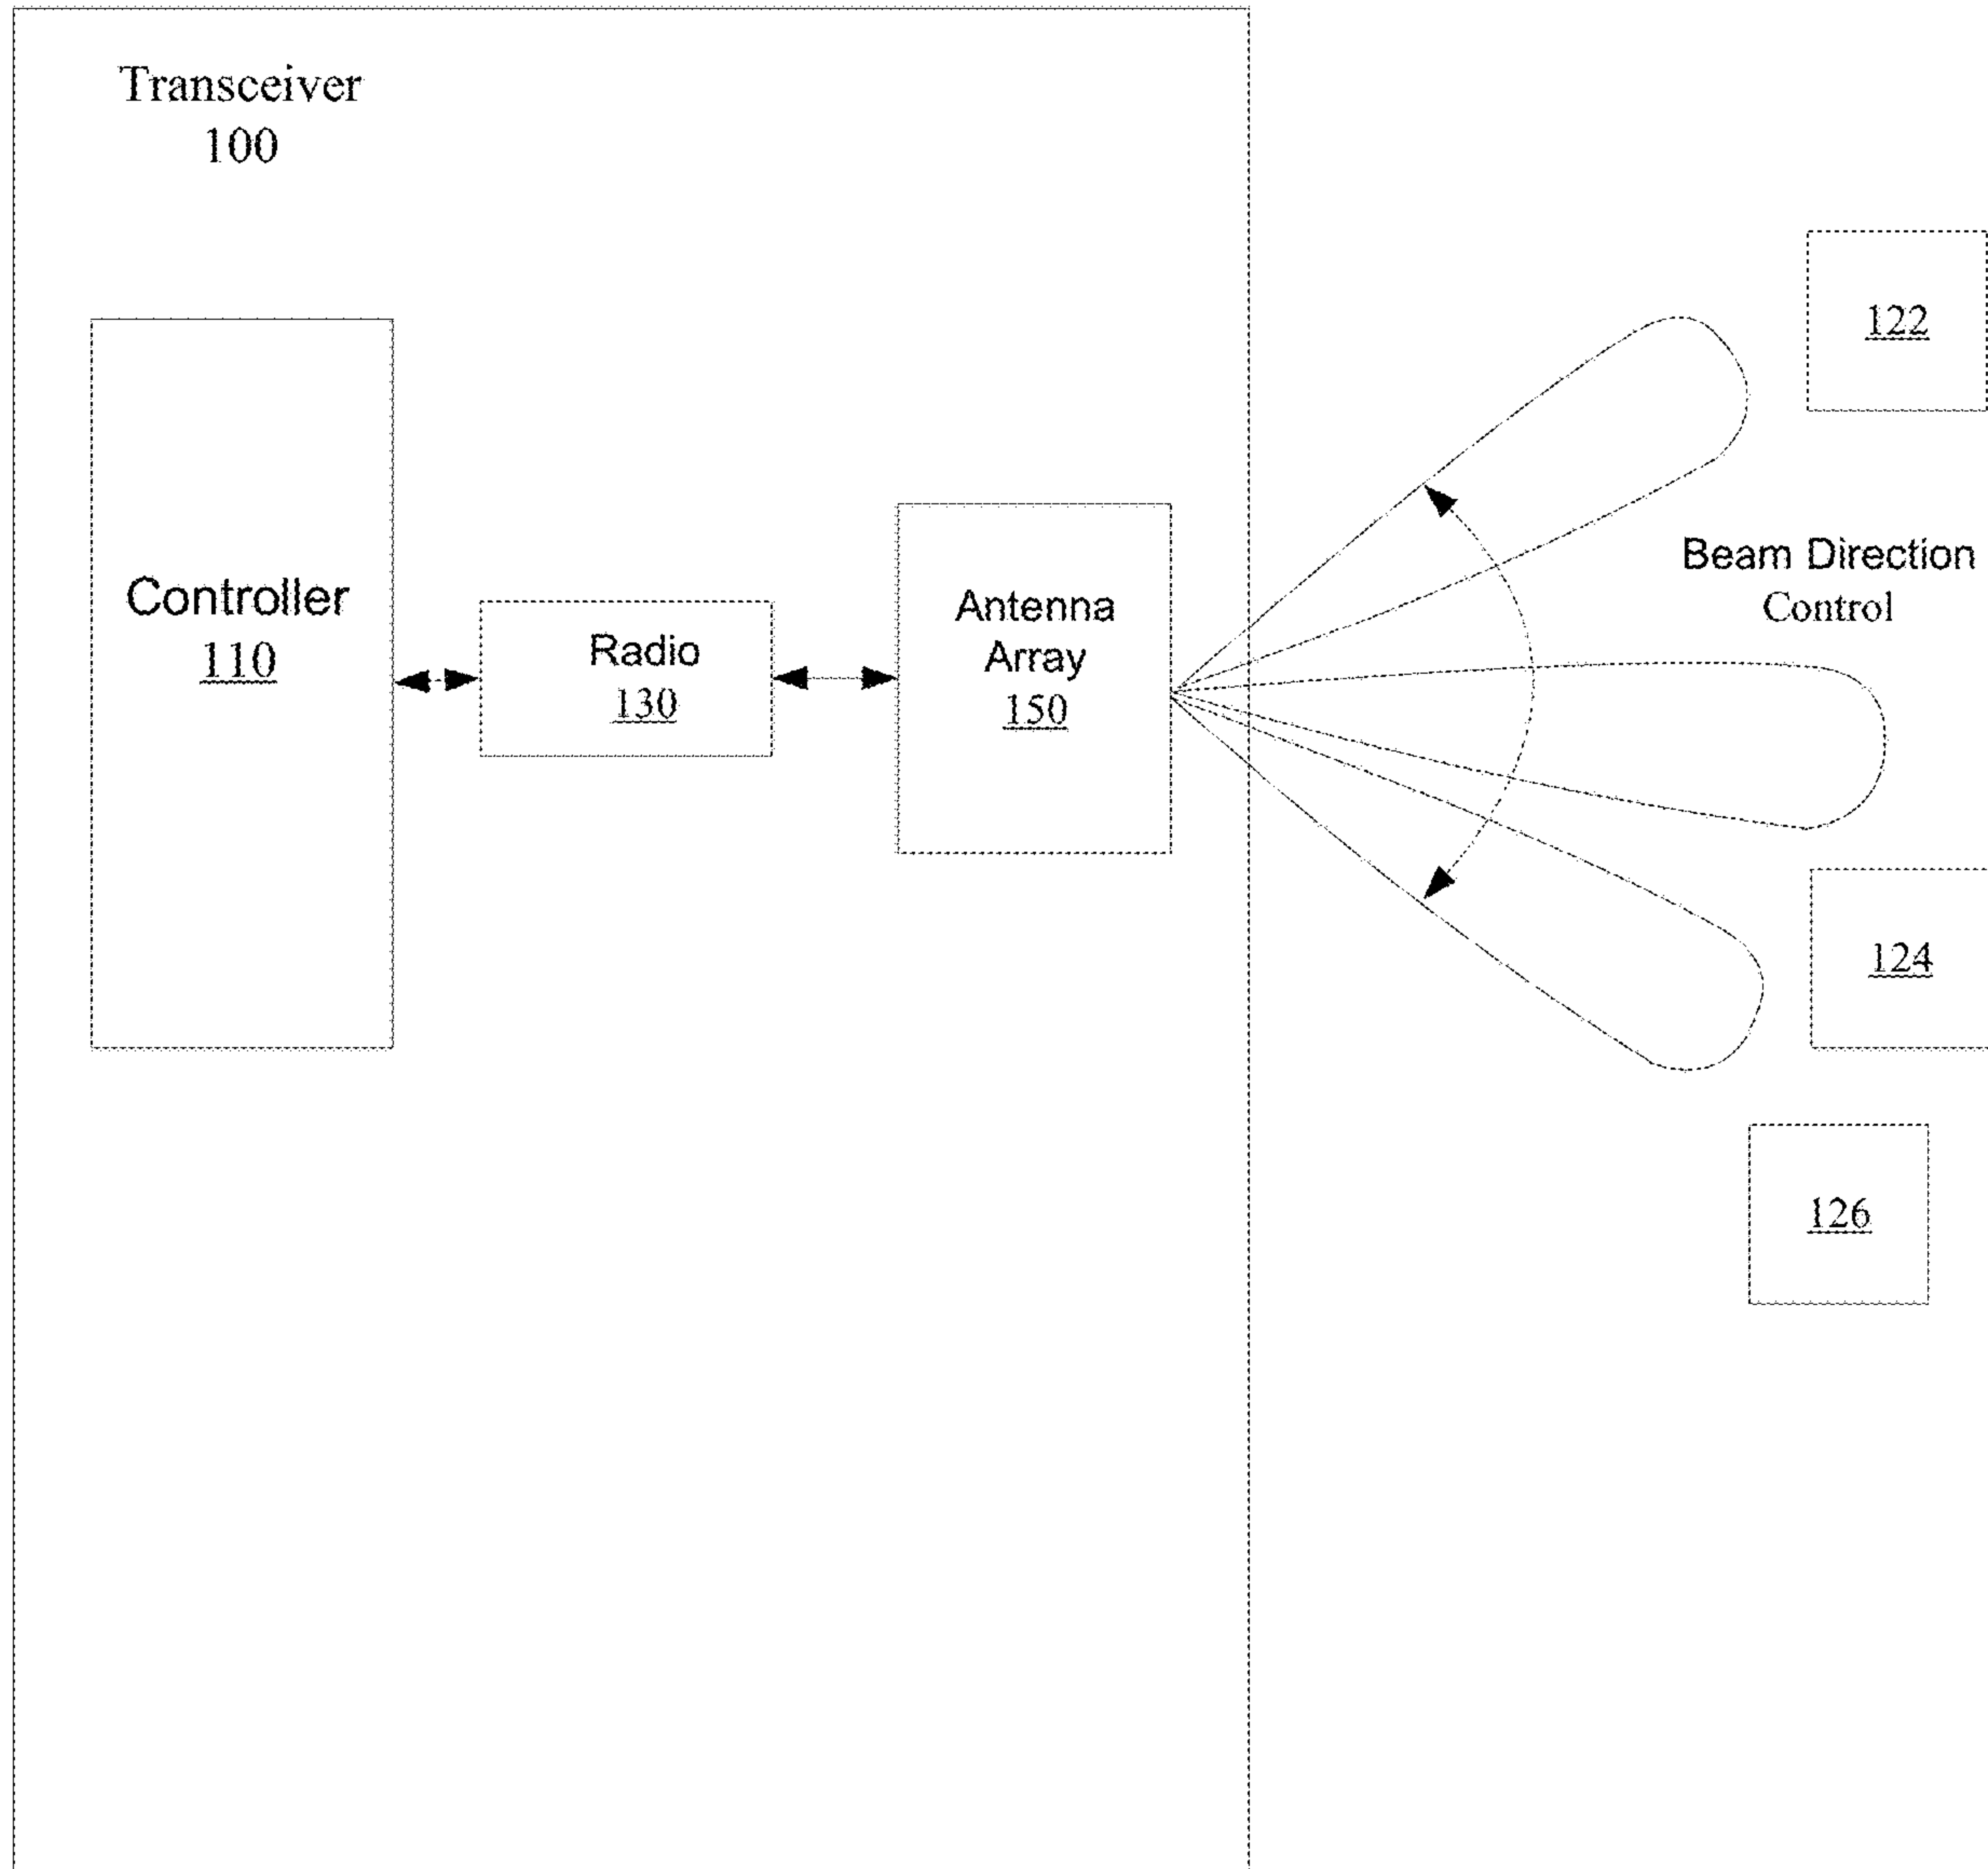 Transceiver
100
Controller
110
Radio
130
Antenna
Array
150
122
Beam Direction
Control
124
126